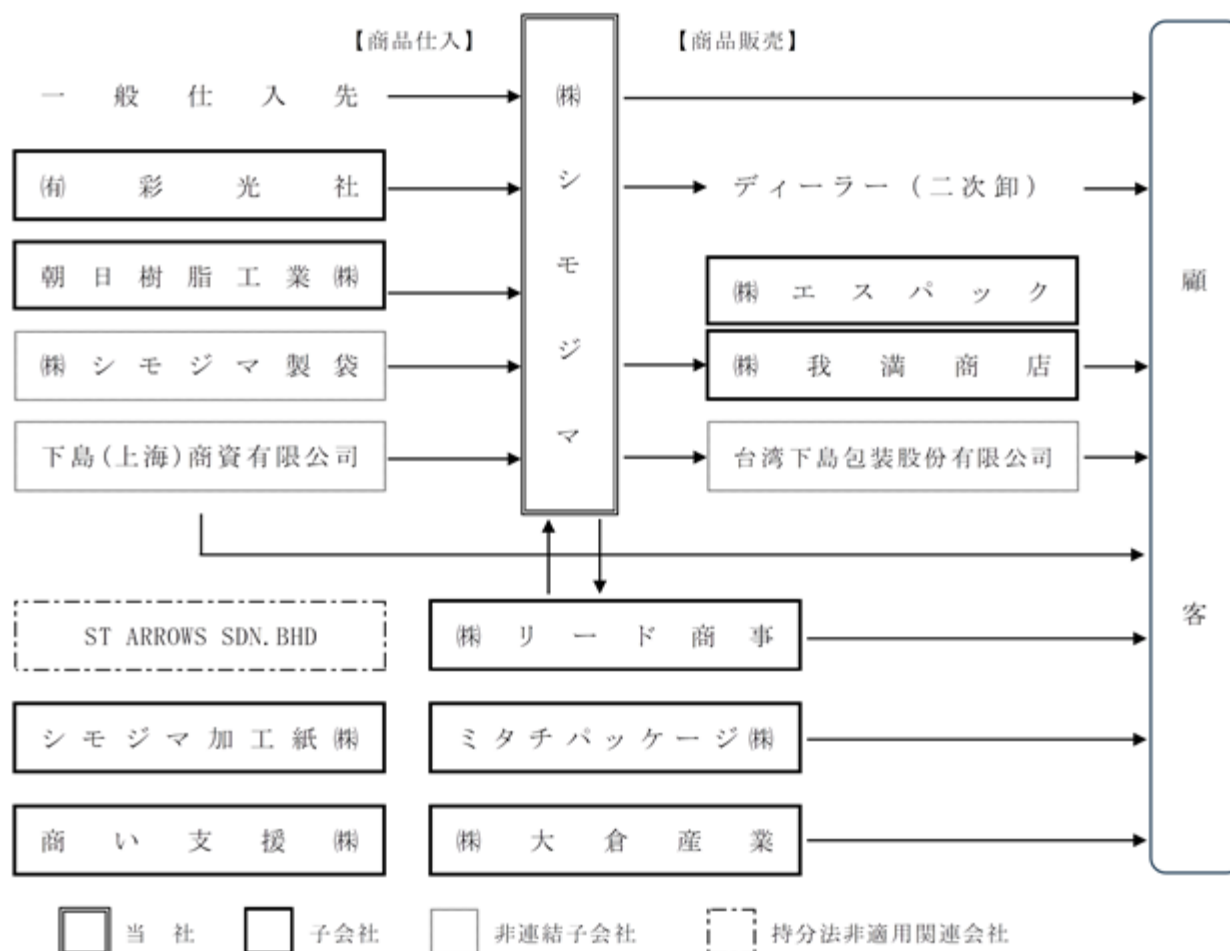 【商品仕入】
【商品販売】
一般仕入先
㈱シモジマ
㈲彩光社
ディーラー(二次卸)
朝日樹脂工業㈱
㈱エスパック
㈱シモジマ製袋
㈱我満商店
下島(上海)商資有限公司
台湾下島包装股份有限公司
顧客
ST ARROWS SDN.BHD
㈱リード商事
シモジマ加工紙㈱
ミタチパッケージ㈱
商い支援㈱
㈱大倉産業
当社
子会社
非連結子会社
持分法非適用関連会社